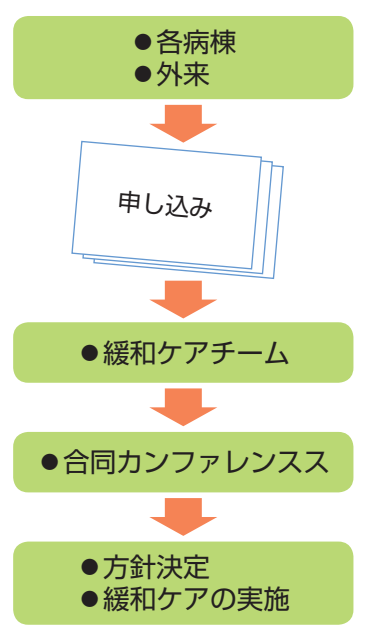 ●各病棟
●外来
申し込み
●緩和ケアチーム
●合同カンファレンスス
●方針決定
●緩和ケアの実施